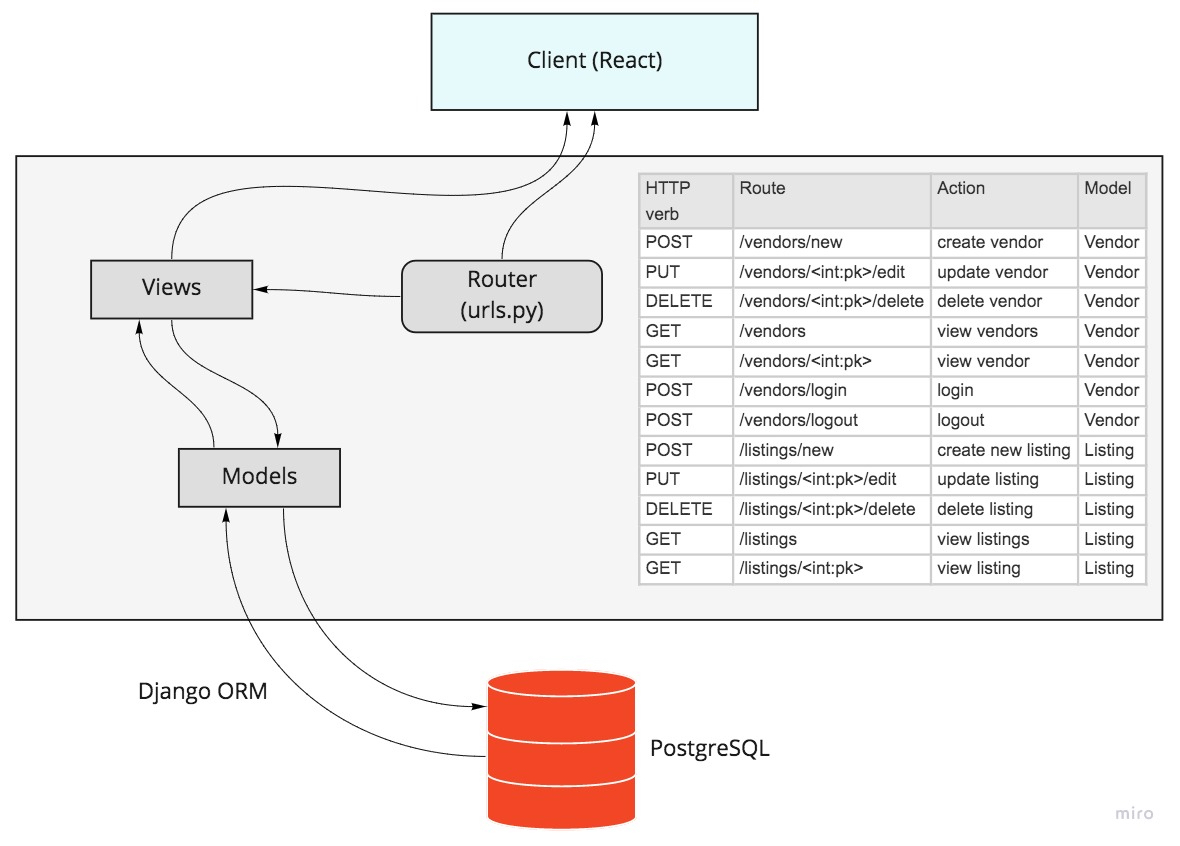 Client (React)
HTTP verb Route Action Model
POST /vendors/new create vendor Vendor
PUT /vendors/<int:pk>/edit update vendor Vendor
DELETE /vendors/<int:pk>/delete delete vendor Vendor
GET /vendors view vendors Vendor
GET /vendors/<int:pk> view vendor Vendor
POST /vendors/login login Vendor
POST /vendors/logout logout Vendor
POST /listings/new create new listing Listing
PUT /listings/<int:pk>/edit update listing Listing
DELETE /listings/<int:pk>/delete delete listing Listing
GET /listings view listings Listing
GET /listings/<int:pk> view listing Listing
Views
Router
(urls.py)
Models
Django ORM
PostgreSQL
miro